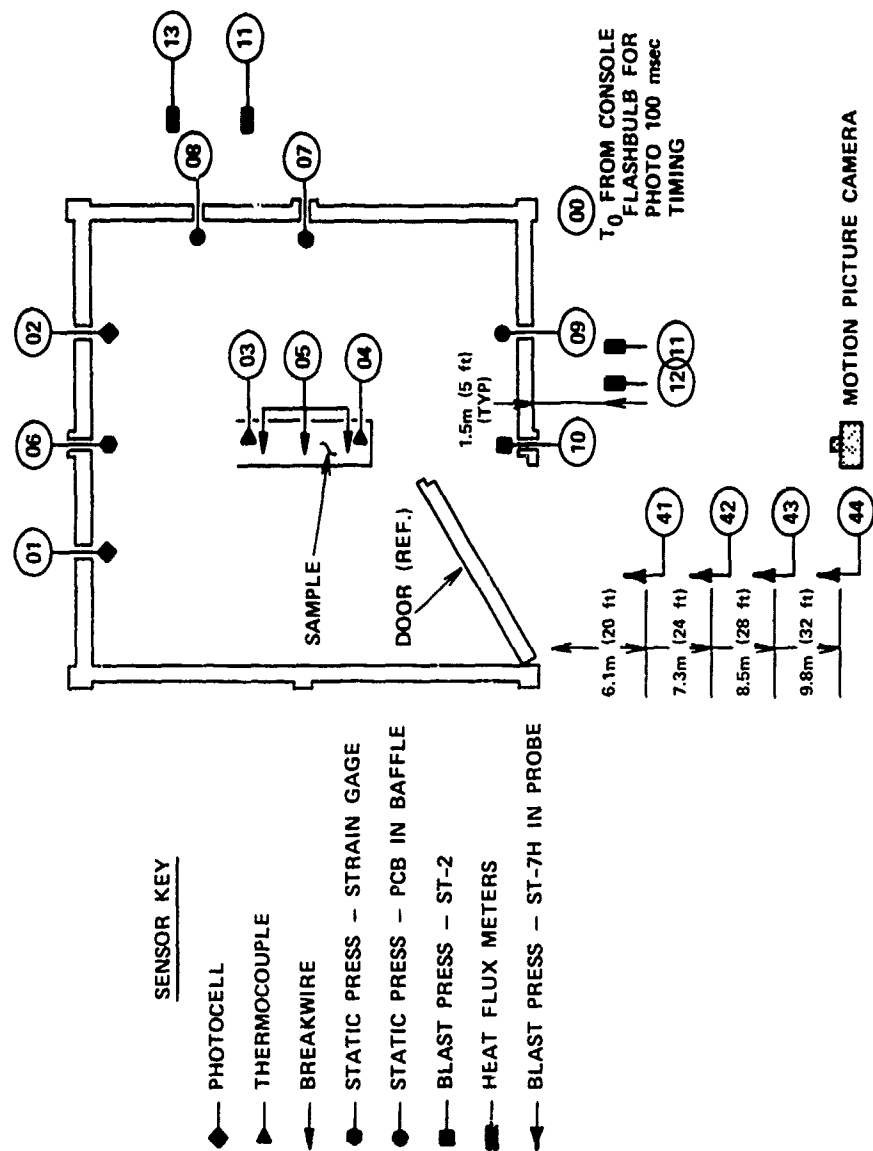 SENSOR KEY
PHOTOCELL
THERMOCOUPLE
BREAKWIRE
STATIC PRESS – STRAIN GAGE
STATIC PRESS – PCB IN BAFFLE
BLAST PRESS – ST-2
HEAT FLUX METERS
BLAST PRESS – ST-7H IN PROBE
01
06
02
13
11
08
07
03
05
04
SAMPLE
DOOR (REF.)
1.5m (5 ft)
(TYP)
10
09
12
11
00
T0 FROM CONSOLE
FLASHBULB FOR
PHOTO 100 msec
TIMING
6.1m (20 ft)
41
7.3m (24 ft)
42
8.5m (28 ft)
43
9.8m (32 ft)
44
MOTION PICTURE CAMERA